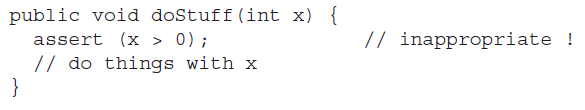 public void doStuff(int x) {
  assert (x > 0);               // inappropriate !
  // do things with x
}